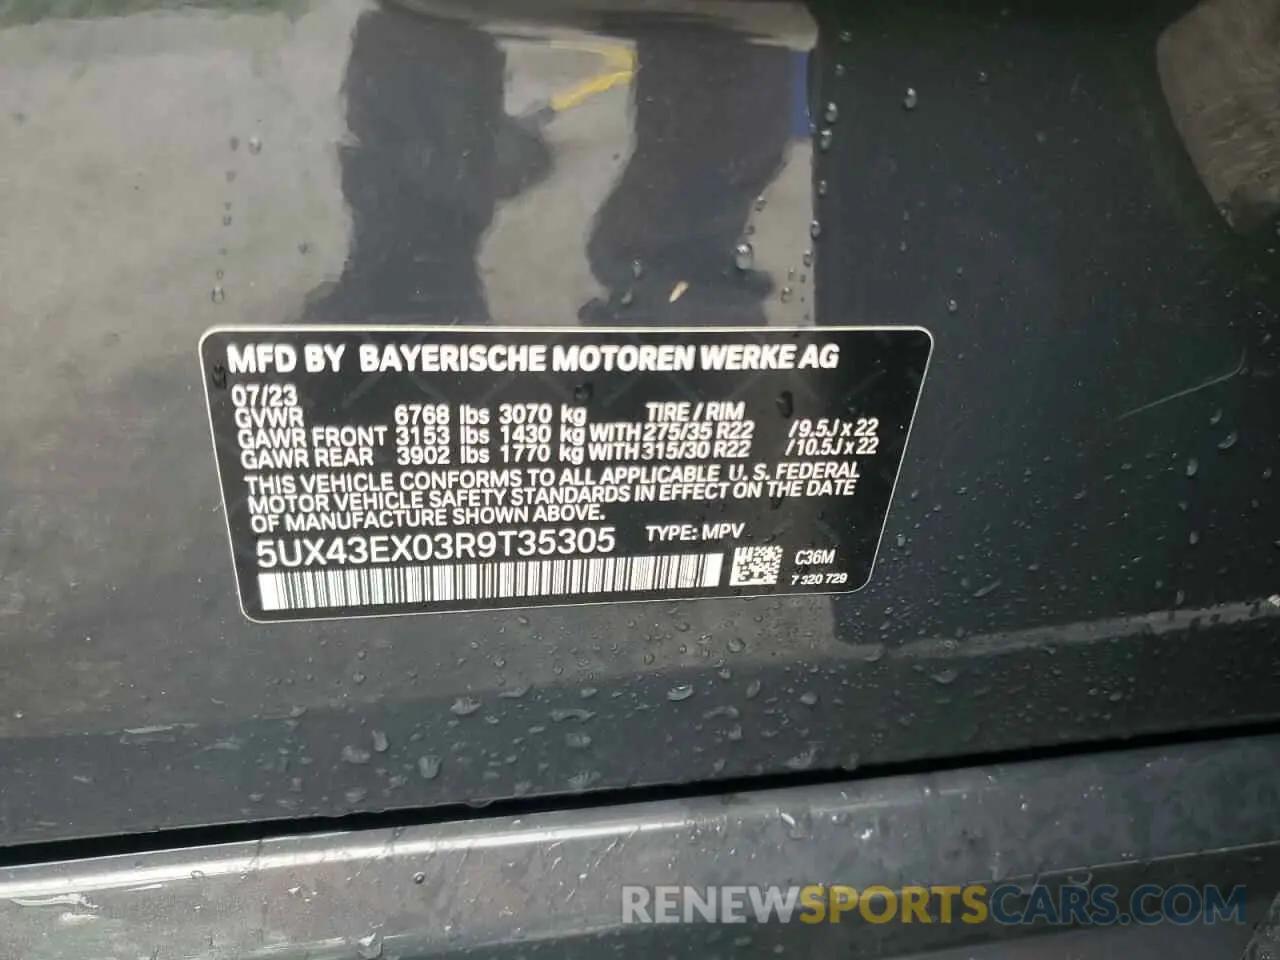 MFD BY BAYERISCHE MOTOREN WERKE AG
07/23
GVWR 6768 lbs 3070 kg TIRE / RIM
GAWR FRONT 3153 lbs 1430 kg WITH 275/35 R22 /9.5J x 22
GAWR REAR 3902 lbs 1770 kg WITH 315/30 R22 /10.5J x 22
THIS VEHICLE CONFORMS TO ALL APPLICABLE U. S. FEDERAL
MOTOR VEHICLE SAFETY STANDARDS IN EFFECT ON THE DATE
OF MANUFACTURE SHOWN ABOVE.
5UX43EX03R9T35305 TYPE: MPV
C36M
7 320 729
RENEWSPORTSCARS.COM